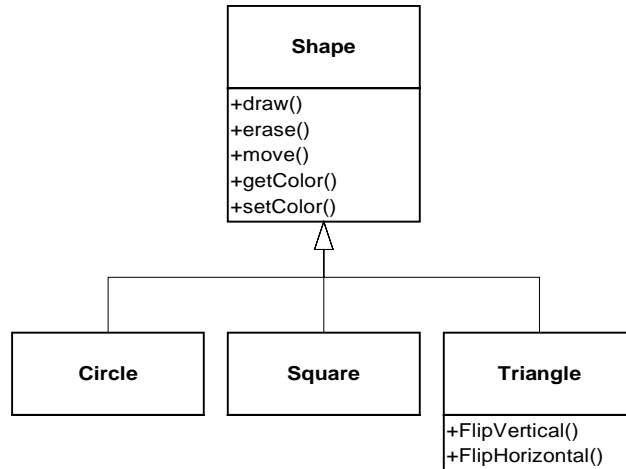 Shape
+draw()
+erase()
+move()
+getColor()
+setColor()
Circle
Square
Triangle
+FlipVertical()
+FlipHorizontal()